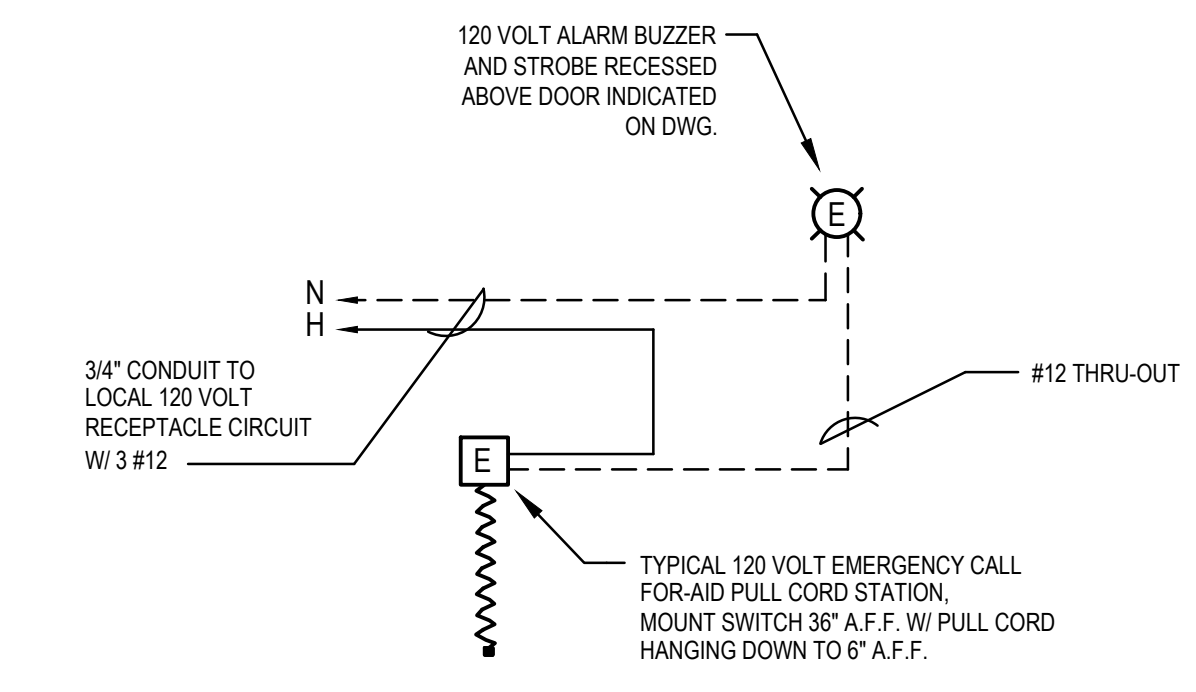 120 VOLT ALARM BUZZER
AND STROBE RECESSED
ABOVE DOOR INDICATED
ON DWG.
E
N
H
3/4" CONDUIT TO
LOCAL 120 VOLT
RECEPTACLE CIRCUIT
W/ 3 #12
#12 THRU-OUT
E
TYPICAL 120 VOLT EMERGENCY CALL
FOR-AID PULL CORD STATION,
MOUNT SWITCH 36" A.F.F. W/ PULL CORD
HANGING DOWN TO 6" A.F.F.